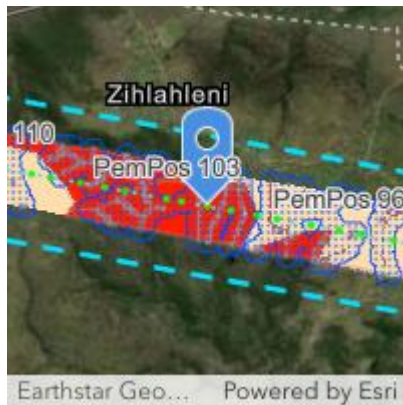 Zihlahleni
110
PemPos 103
PemPos 96
Earthstar Geo... Powered by Esri